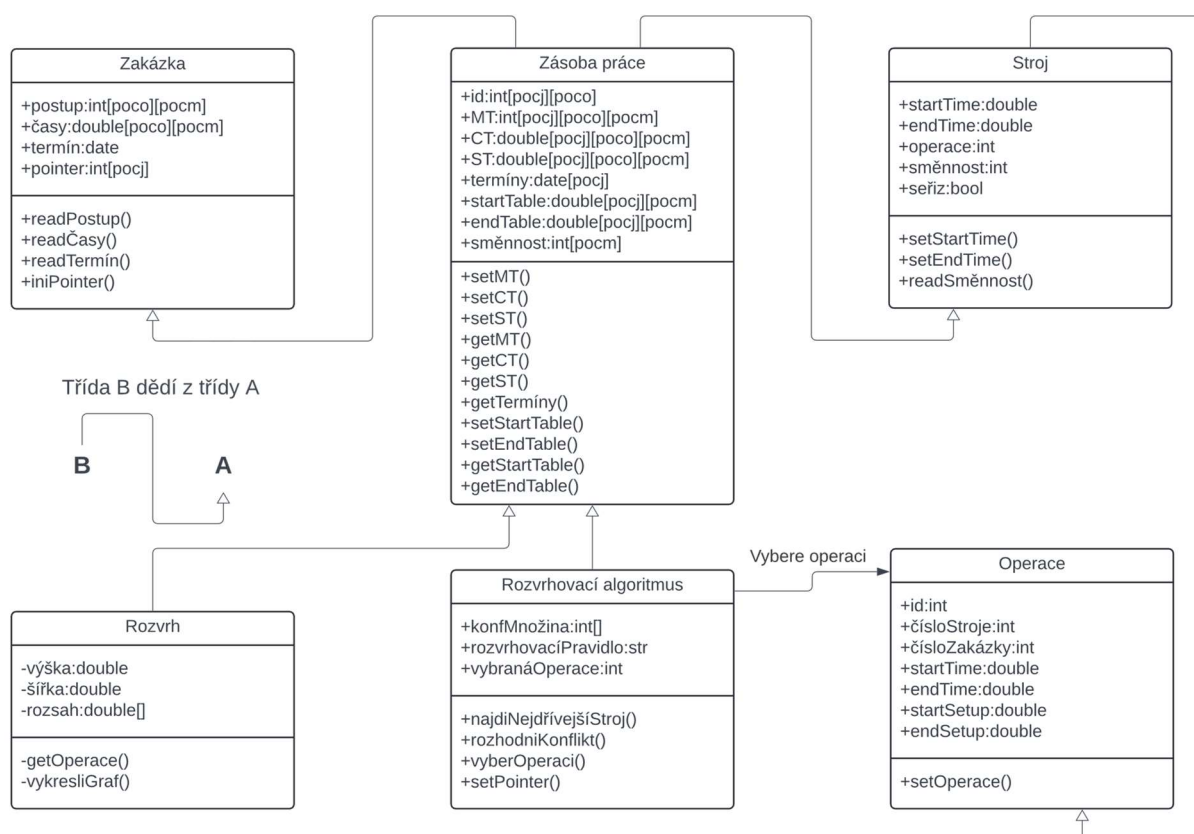 Zakázka
+postup:int[poco][pocm]
+časy:double[poco][pocm]
+termín:date
+pointer:int[pocj]
+readPostup()
+readČasy()
+readTermín()
+iniPointer()
Zásoba práce
+id:int[pocj][poco]
+MT:int[pocj][poco][pocm]
+CT:double[pocj][poco][pocm]
+ST:double[pocj][poco][pocm]
+termíny:date[pocj]
+startTable:double[pocj][pocm]
+endTable:double[pocj][pocm]
+směnnost:int[pocm]
+setMT()
+setCT()
+setST()
+getMT()
+getCT()
+getST()
+getTermíny()
+setStartTable()
+setEndTable()
+getStartTable()
+getEndTable()
Stroj
+startTime:double
+endTime:double
+operace:int
+směnnost:int
+seřiz:bool
+setStartTime()
+setEndTime()
+readSměnnost()
Třída B dědí z třídy A
B A
Rozvrh
-výška:double
-šířka:double
-rozsah:double[]
-getOperace()
-vykresliGraf()
Rozvrhovací algoritmus
+konfMnožina:int[]
+rozvrhovacíPravidlo:str
+vybranáOperace:int
+najdiNejdřívejšíStroj()
+rozhodniKonflikt()
+vyberOperaci()
+setPointer()
Vybere operaci
Operace
+id:int
+čísloStroje:int
+čísloZakázky:int
+startTime:double
+endTime:double
+startSetup:double
+endSetup:double
+setOperace()